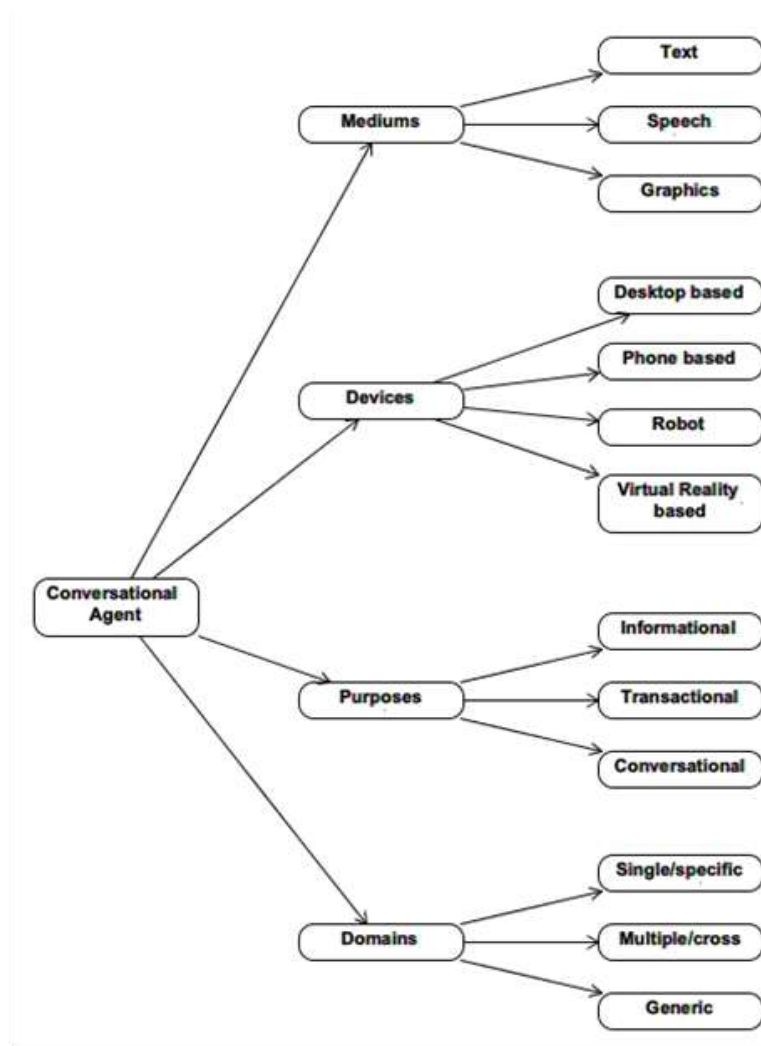 Text
Mediums
Speech
Graphics
Desktop based
Phone based
Devices
Robot
Virtual Reality
based
Conversational
Agent
Informational
Purposes
Transactional
Conversational
Single/specific
Domains
Multiple/cross
Generic